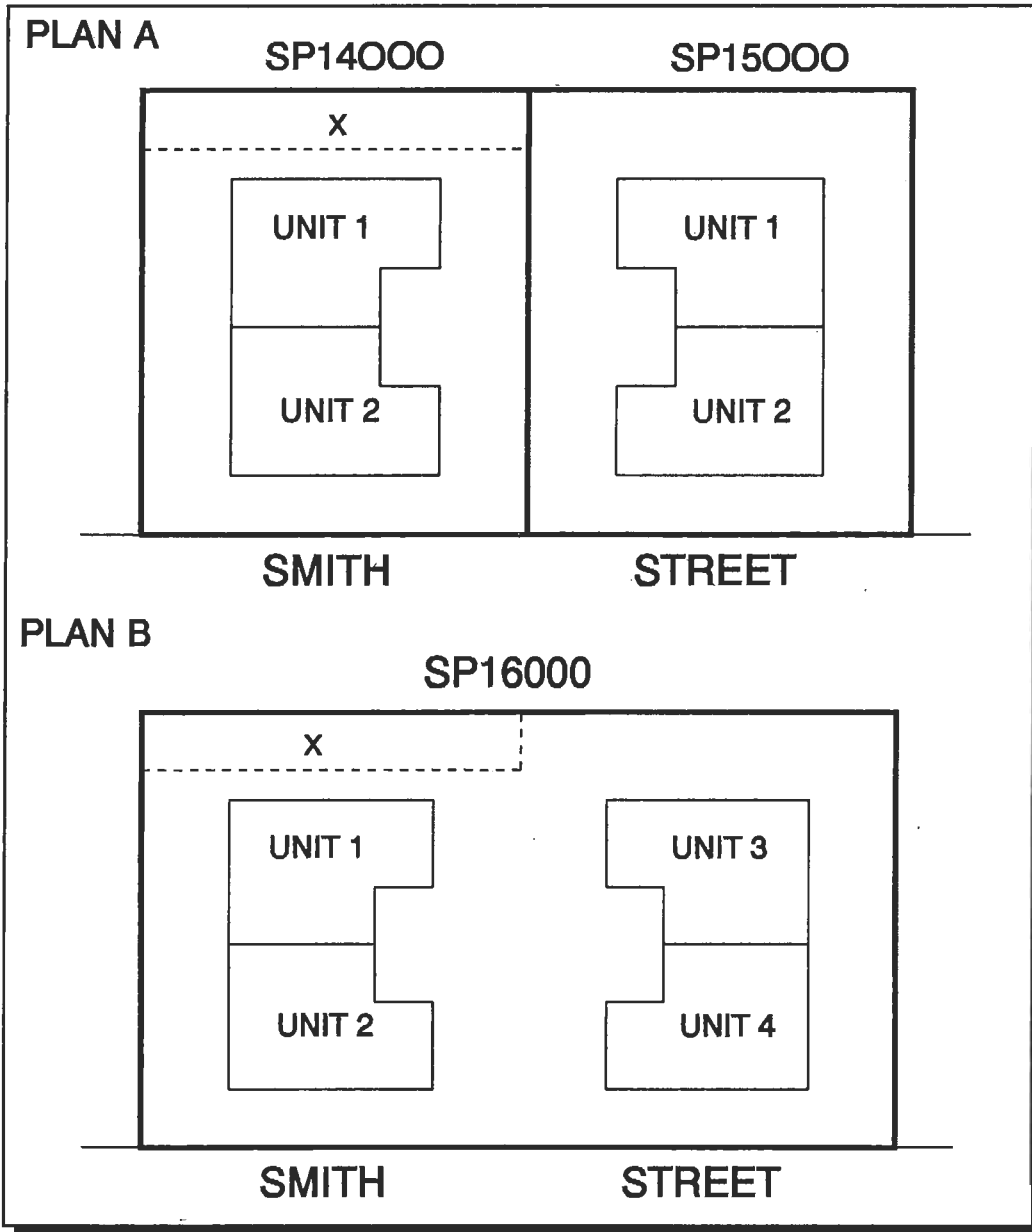 PLAN A
SP14OOO SP15OOO
X
UNIT 1 UNIT 1
UNIT 2 UNIT 2
SMITH STREET
PLAN B
SP16000
X
UNIT 1 UNIT 3
UNIT 2 UNIT 4
SMITH STREET